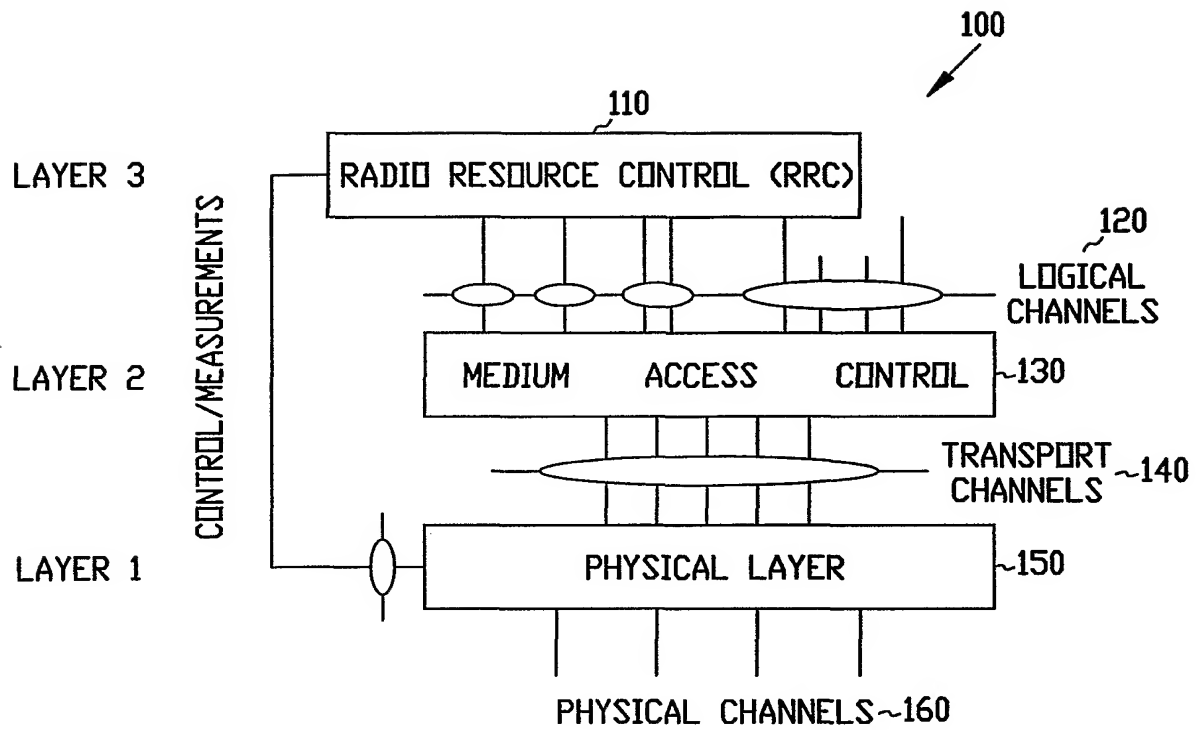 100
110
LAYER 3
RADIO RESOURCE CONTROL (RRC)
CONTROL/MEASUREMENTS
120
LOGICAL
CHANNELS
LAYER 2
MEDIUM ACCESS CONTROL
130
TRANSPORT
CHANNELS
140
LAYER 1
PHYSICAL LAYER
150
PHYSICAL CHANNELS
160